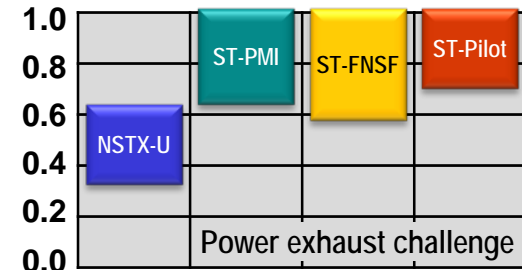 1.0
0.8
0.6
0.4
0.2
0.0
ST-PMI
ST-FNSF
ST-Pilot
NSTX-U
Power exhaust challenge